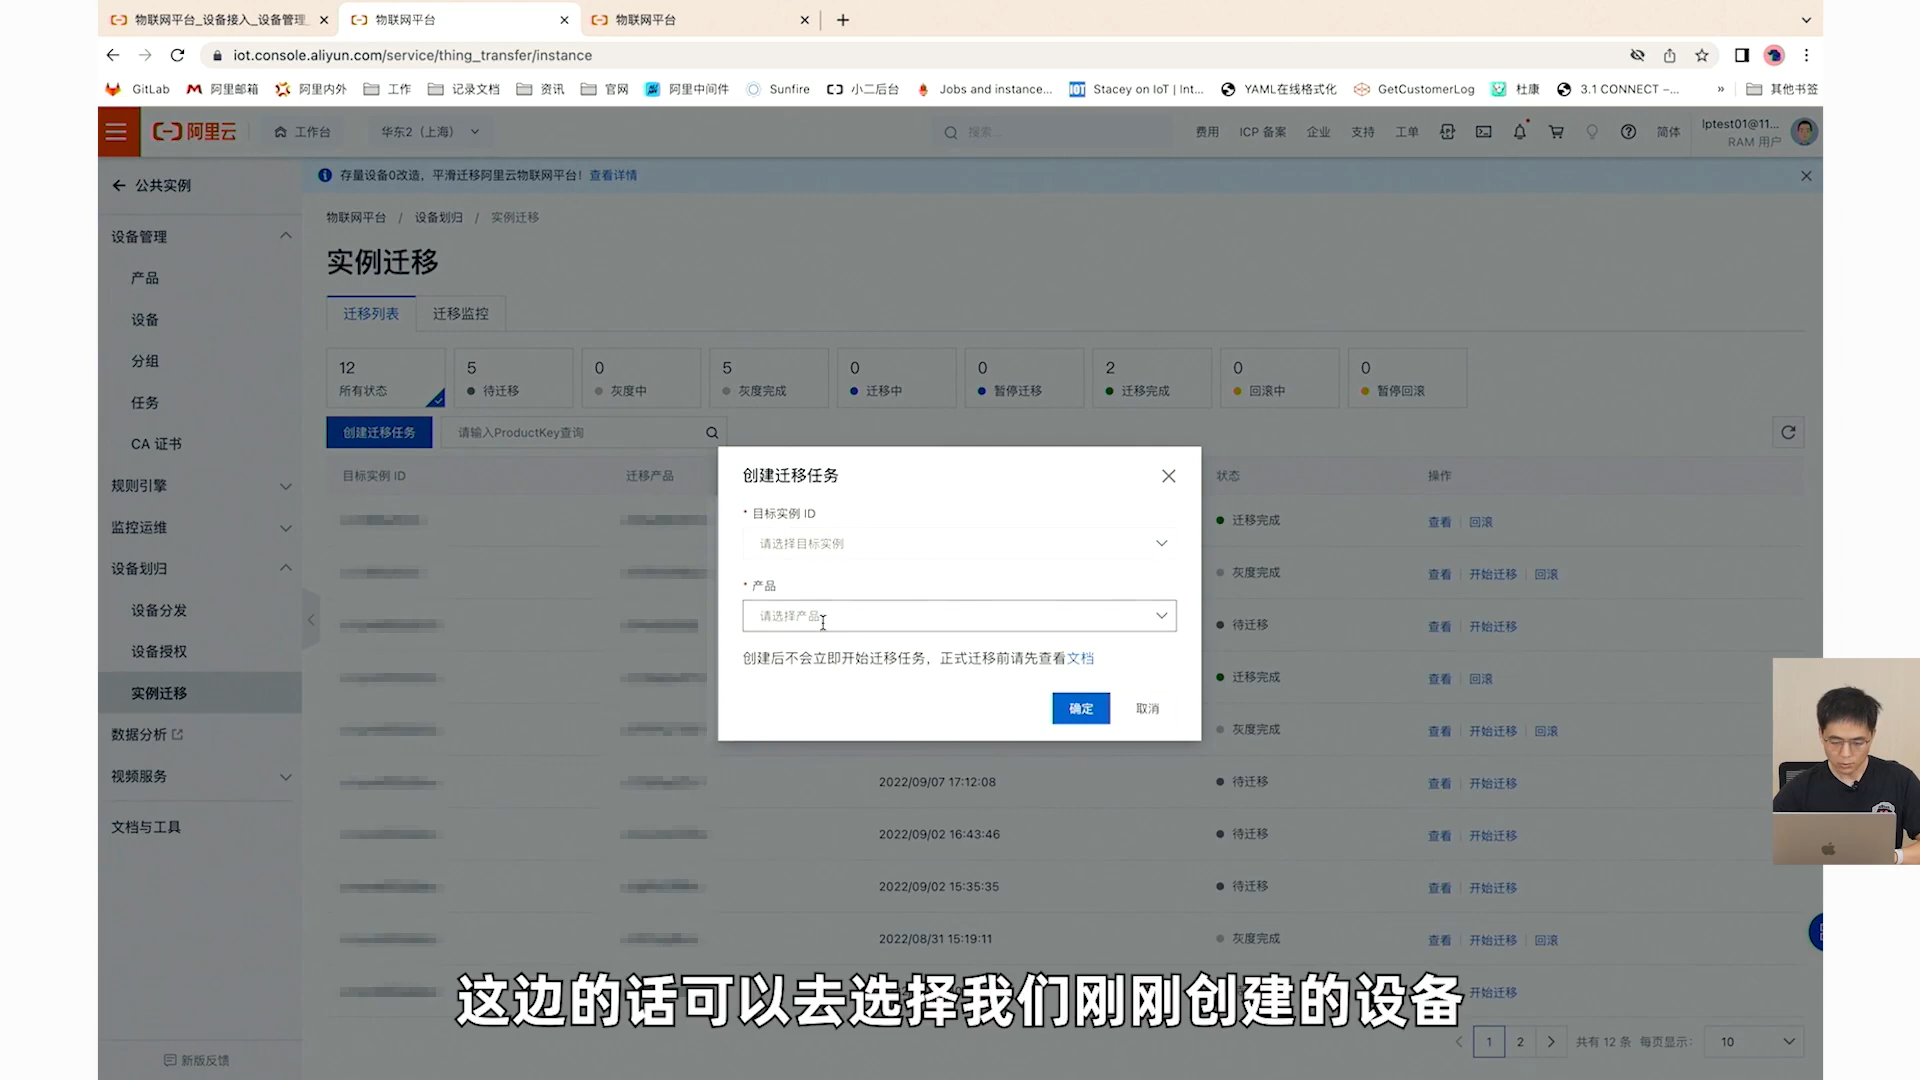 物联网平台_设备接入_设备管理
物联网平台
物联网平台
iot.console.aliyun.com/service/thing_transfer/instance
GitLab
阿里邮箱
阿里内外
工作
记录文档
资讯
官网
阿里中间件
Sunfire
小二后台
Jobs and instance...
Stacey on IoT | Int...
YAML在线格式化
GetCustomerLog
杜康
3.1 CONNECT –...
»
其他书签
阿里云
工作台
华东2（上海）
搜索...
费用
ICP 备案
企业
支持
工单
简体
lptest01@11...
RAM 用户
公共实例
存量设备0改造，平滑迁移阿里云物联网平台！查看详情
物联网平台 / 设备划归 / 实例迁移
实例迁移
设备管理
产品
设备
分组
任务
CA 证书
规则引擎
监控运维
设备划归
设备分发
设备授权
实例迁移
数据分析
视频服务
文档与工具
新版反馈
迁移列表
迁移监控
12
所有状态
5
待迁移
0
灰度中
5
灰度完成
0
迁移中
0
暂停迁移
2
迁移完成
0
回滚中
0
暂停回滚
创建迁移任务
请输入ProductKey查询
目标实例 ID
迁移产品
状态
操作
创建迁移任务
* 目标实例 ID
请选择目标实例
* 产品
请选择产品
创建后不会立即开始迁移任务，正式迁移前请先查看文档
确定
取消
迁移完成
查看 回滚
灰度完成
查看 开始迁移 回滚
待迁移
查看 开始迁移
迁移完成
查看 回滚
灰度完成
查看 开始迁移 回滚
2022/09/07 17:12:08
待迁移
查看 开始迁移
2022/09/02 16:43:46
待迁移
查看 开始迁移
2022/09/02 15:35:35
待迁移
查看 开始迁移
2022/08/31 15:19:11
灰度完成
查看 开始迁移 回滚
开始迁移
这边的话可以去选择我们刚刚创建的设备
1
2
共有 12 条
每页显示:
10